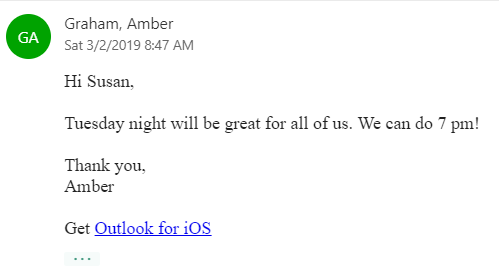 GA
Graham, Amber
Sat 3/2/2019 8:47 AM
Hi Susan,
Tuesday night will be great for all of us. We can do 7 pm!
Thank you,
Amber
Get Outlook for iOS
...